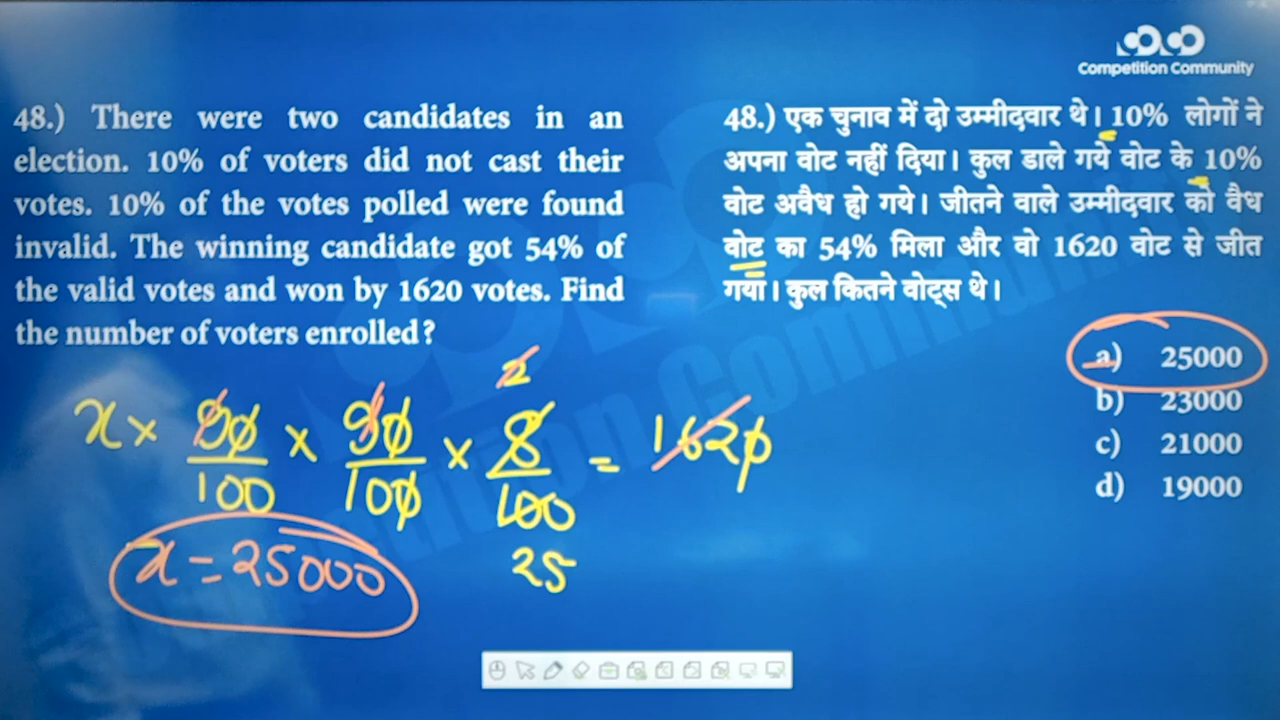 Competition Community
48.) There were two candidates in an
election. 10% of voters did not cast their
votes. 10% of the votes polled were found
invalid. The winning candidate got 54% of
the valid votes and won by 1620 votes. Find
the number of voters enrolled?
48.) एक चुनाव में दो उम्मीदवार थे। 10% लोगों ने
अपना वोट नहीं दिया। कुल डाले गये वोट के 10%
वोट अवैध हो गये। जीतने वाले उम्मीदवार को वैध
वोट का 54% मिला और वो 1620 वोट से जीत
गया। कुल कितने वोट्स थे।
a) 25000
b) 23000
c) 21000
d) 19000
2
x × 90/100 × 90/100 × 8/100 = 1620
25
x = 25000